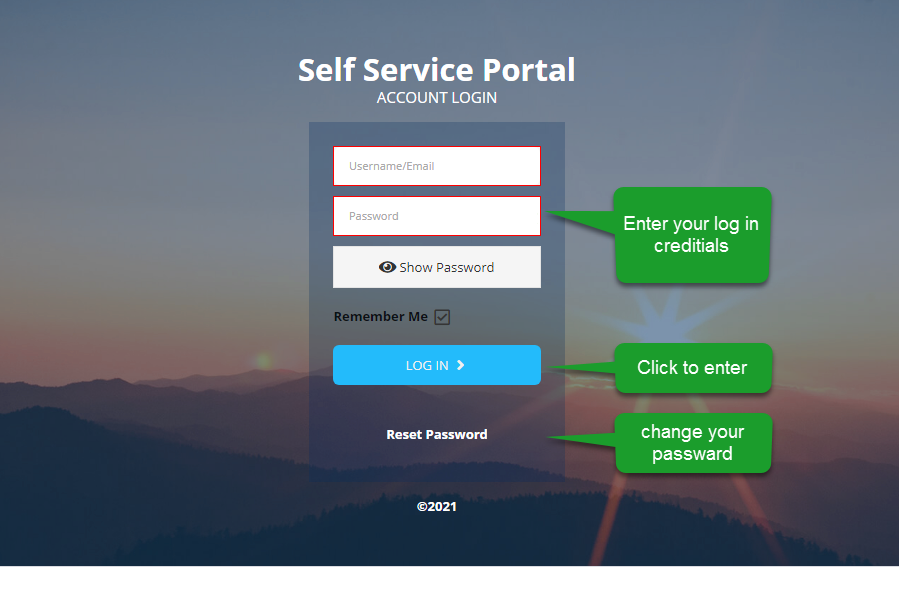 Self Service Portal
ACCOUNT LOGIN
Username/Email
Password
Enter your log in
creditials
Show Password
Remember Me
LOG IN
Click to enter
Reset Password
change your
passward
©2021